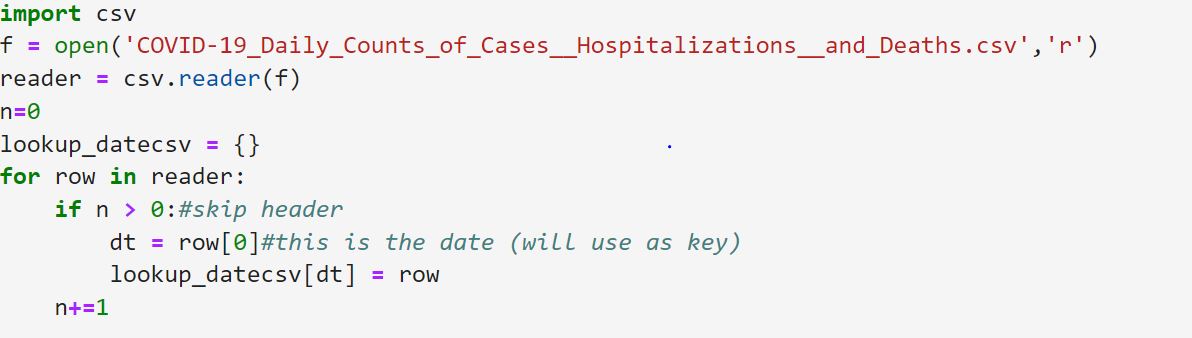 import csv
f = open('COVID-19_Daily_Counts_of_Cases__Hospitalizations__and_Deaths.csv','r')
reader = csv.reader(f)
n=0
lookup_datecsv = {}
for row in reader:
    if n > 0:#skip header
        dt = row[0]#this is the date (will use as key)
        lookup_datecsv[dt] = row
    n+=1